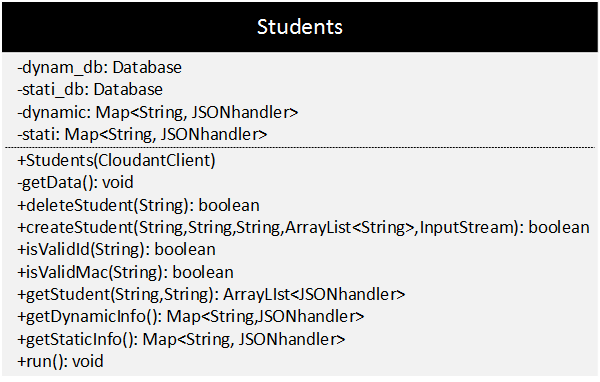 Students
-dynam_db: Database
-stati_db: Database
-dynamic: Map<String, JSONhandler>
-stati: Map<String, JSONhandler>
+Students(CloudantClient)
-getData(): void
+deleteStudent(String): boolean
+createStudent(String,String,String,ArrayList<String>,InputStream): boolean
+isValidId(String): boolean
+isValidMac(String): boolean
+getStudent(String,String): ArrayLIst<JSONhandler>
+getDynamicInfo(): Map<String,JSONhandler>
+getStaticInfo(): Map<String, JSONhandler>
+run(): void